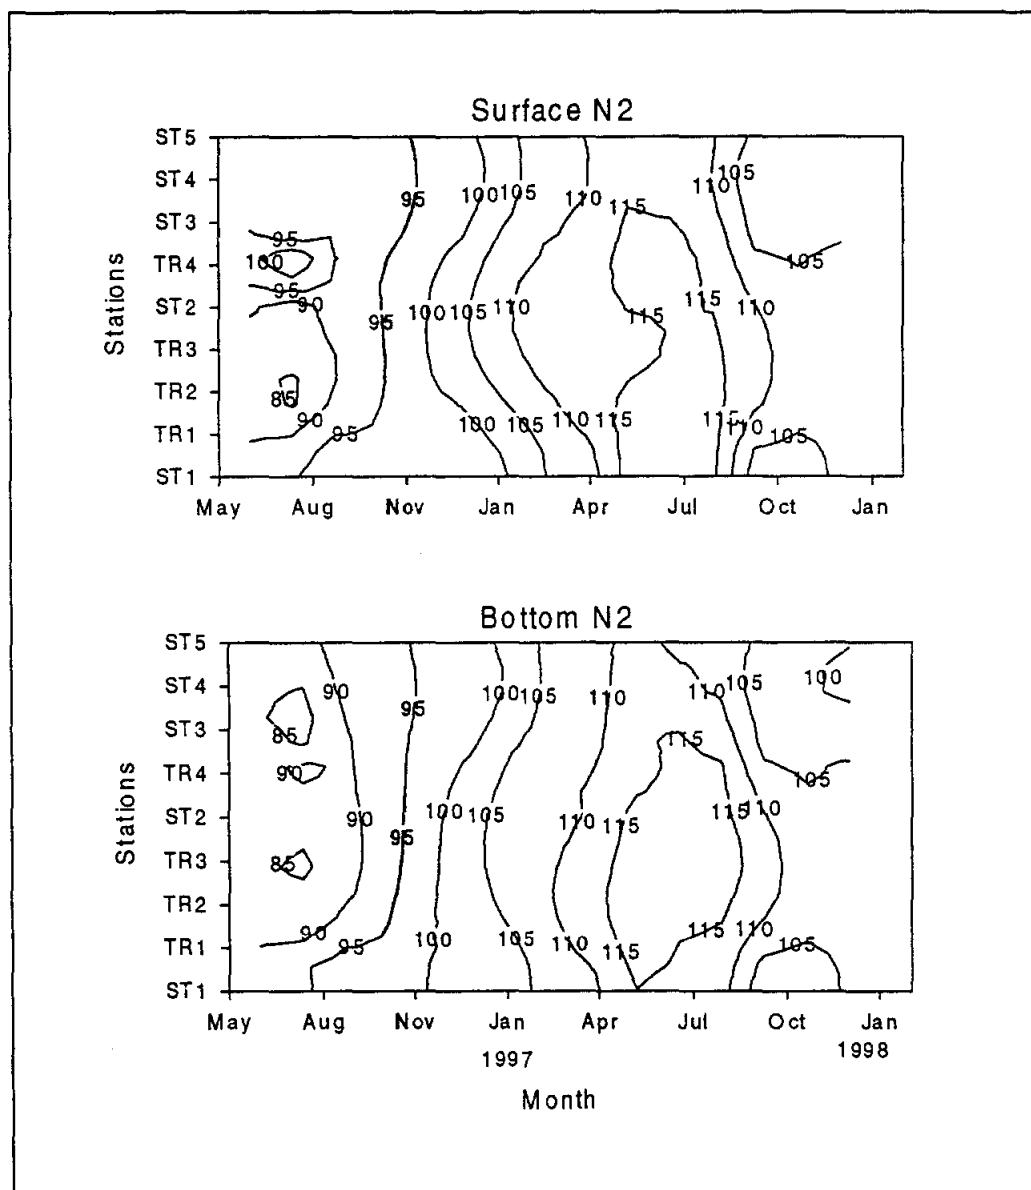 Surface N2
Stations
ST5
ST4
ST3
TR4
ST2
TR3
TR2
TR1
ST1
95 100 105 110 115 110 105
95
100 105
95
90 95 100 105 110 115 115 110
85
90 95 100 105 110 115 115 110 105
May Aug Nov Jan Apr Jul Oct Jan
Bottom N2
Stations
ST5
ST4
ST3
TR4
ST2
TR3
TR2
TR1
ST1
90 95 100 105 110 110 105 100
85 115
90 105
90 95 100 105 110 115 115 110
85
90 95 100 105 110 115 115 110 105
May Aug Nov Jan Apr Jul Oct Jan
1997 1998
Month